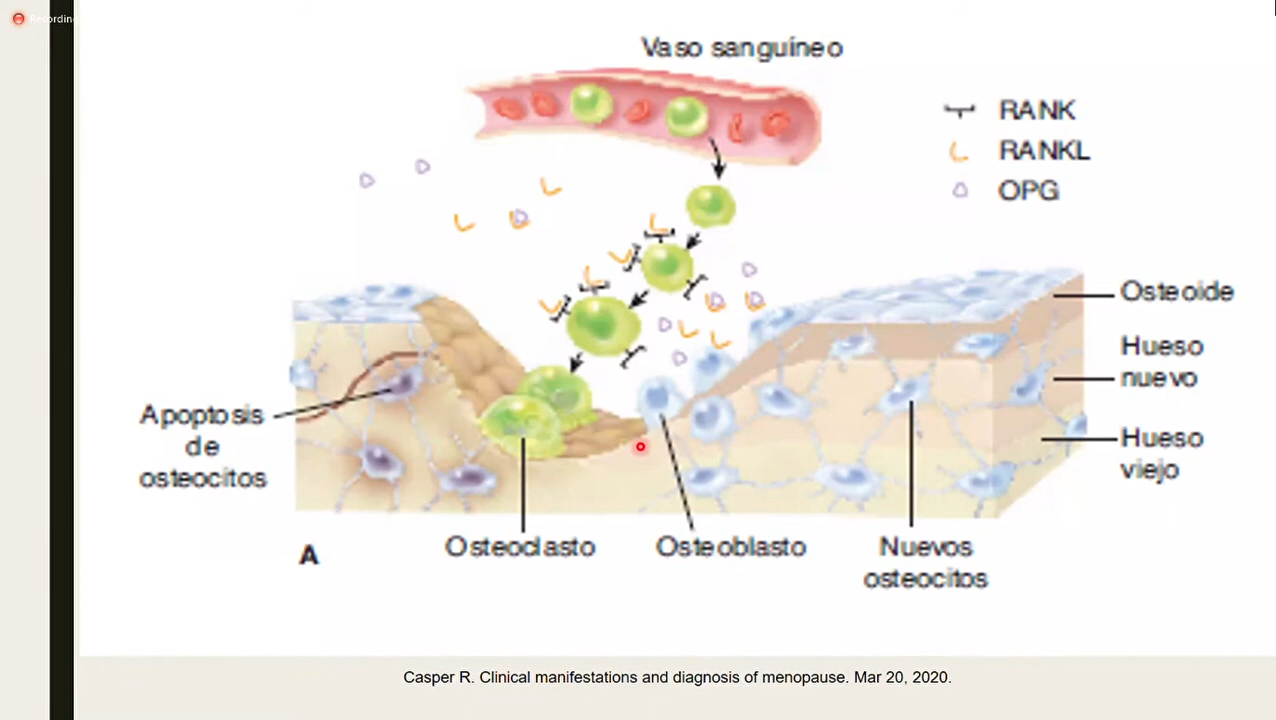 Recording
Vaso sanguíneo
RANK
RANKL
OPG
Osteoide
Hueso
nuevo
Hueso
viejo
Apoptosis
de
osteocitos
Osteoclasto
Osteoblasto
Nuevos
osteocitos
A
Casper R. Clinical manifestations and diagnosis of menopause. Mar 20, 2020.